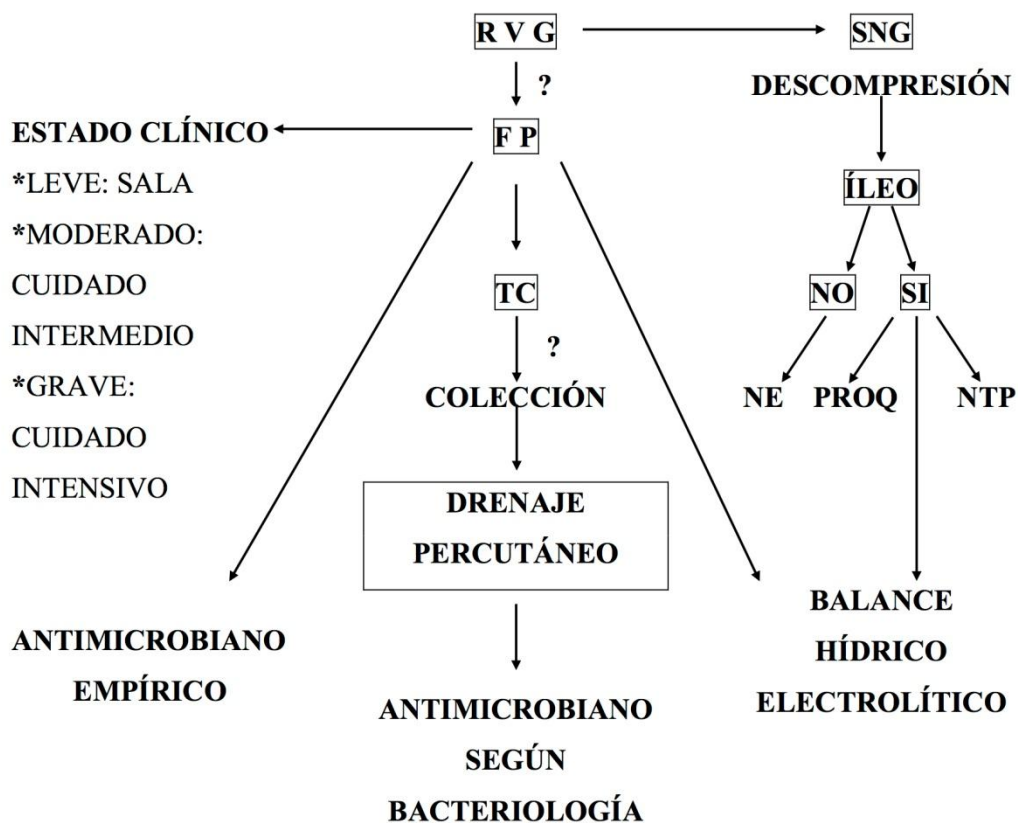 R V G
SNG
?
DESCOMPRESIÓN
ESTADO CLÍNICO
F P
*LEVE: SALA
ÍLEO
*MODERADO:
CUIDADO
TC
NO
SI
INTERMEDIO
?
*GRAVE:
COLECCIÓN
NE
PROQ
NTP
CUIDADO
INTENSIVO
DRENAJE
PERCUTÁNEO
BALANCE
HÍDRICO
ELECTROLÍTICO
ANTIMICROBIANO
EMPÍRICO
ANTIMICROBIANO
SEGÚN
BACTERIOLOGÍA